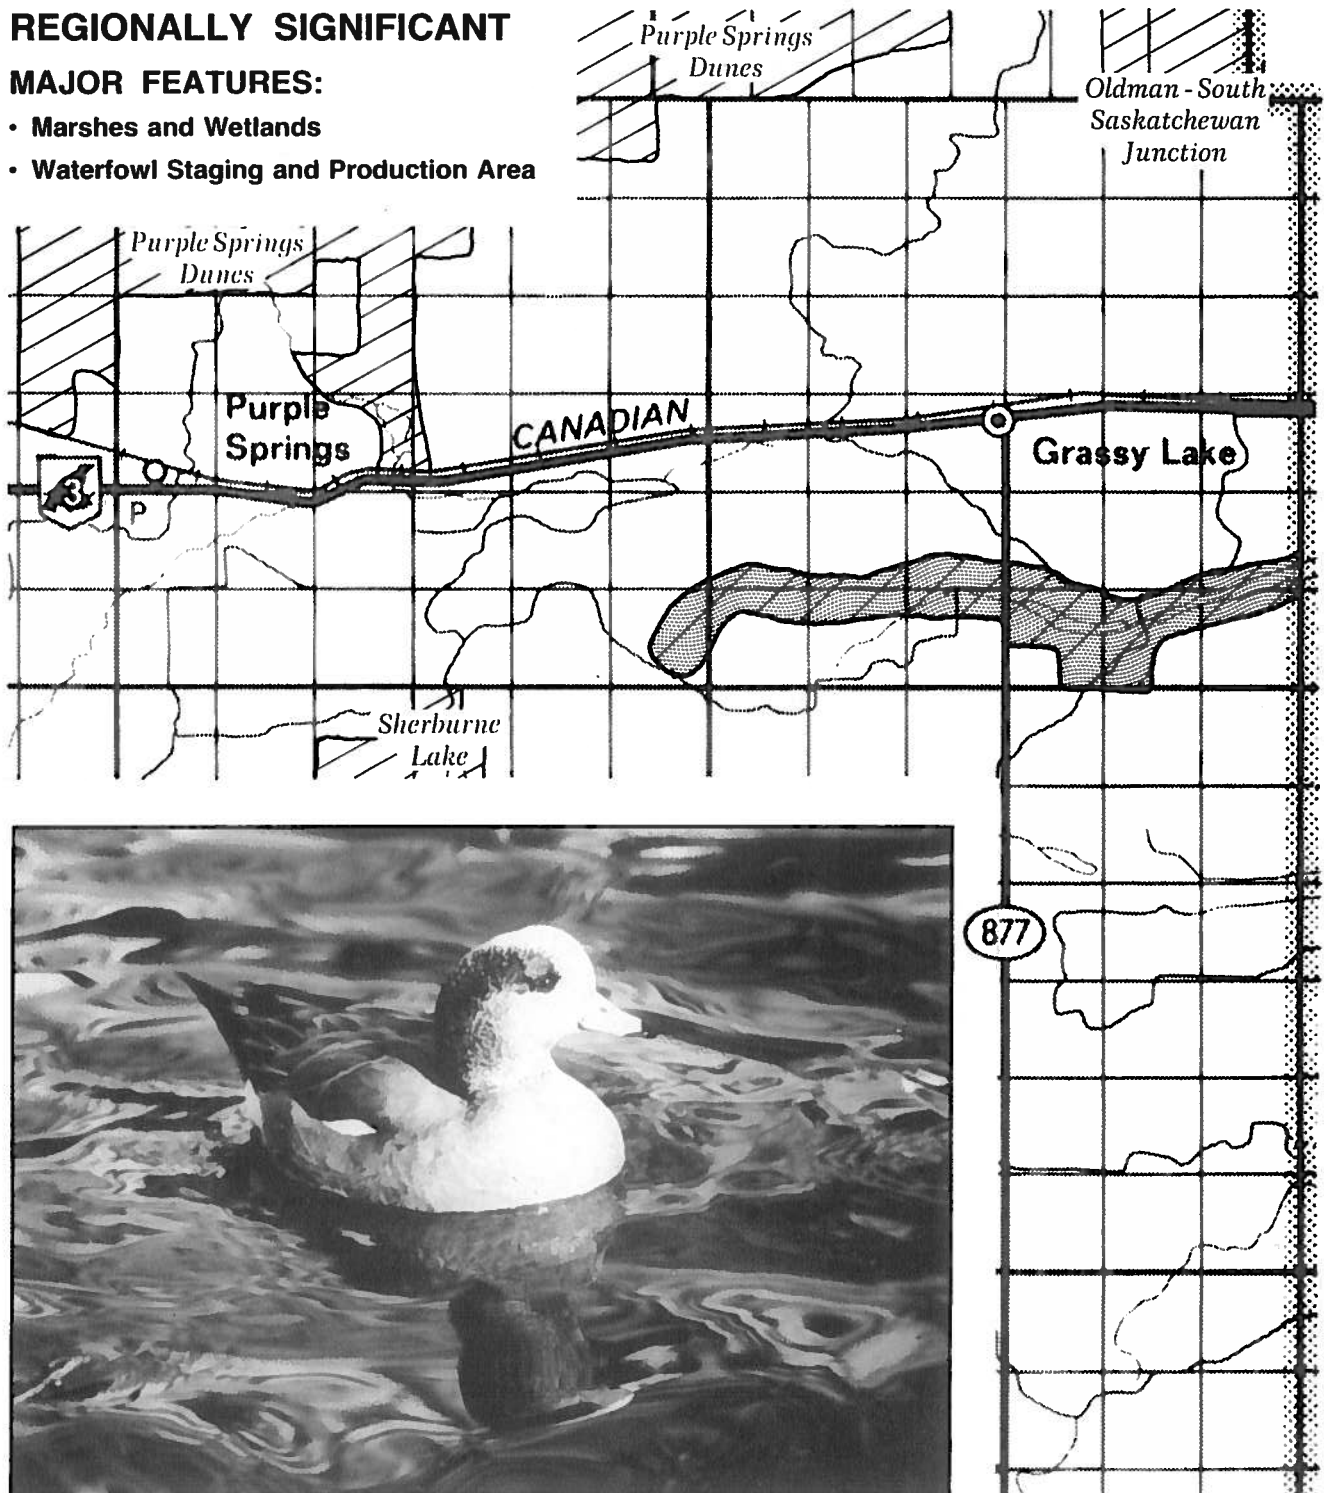 REGIONALLY SIGNIFICANT
MAJOR FEATURES:
• Marshes and Wetlands
• Waterfowl Staging and Production Area
Purple Springs
Dunes
Oldman - South
Saskatchewan
Junction
Purple Springs
Dunes
Purple
Springs
CANADIAN
Grassy Lake
3
P
Sherburne
Lake
877